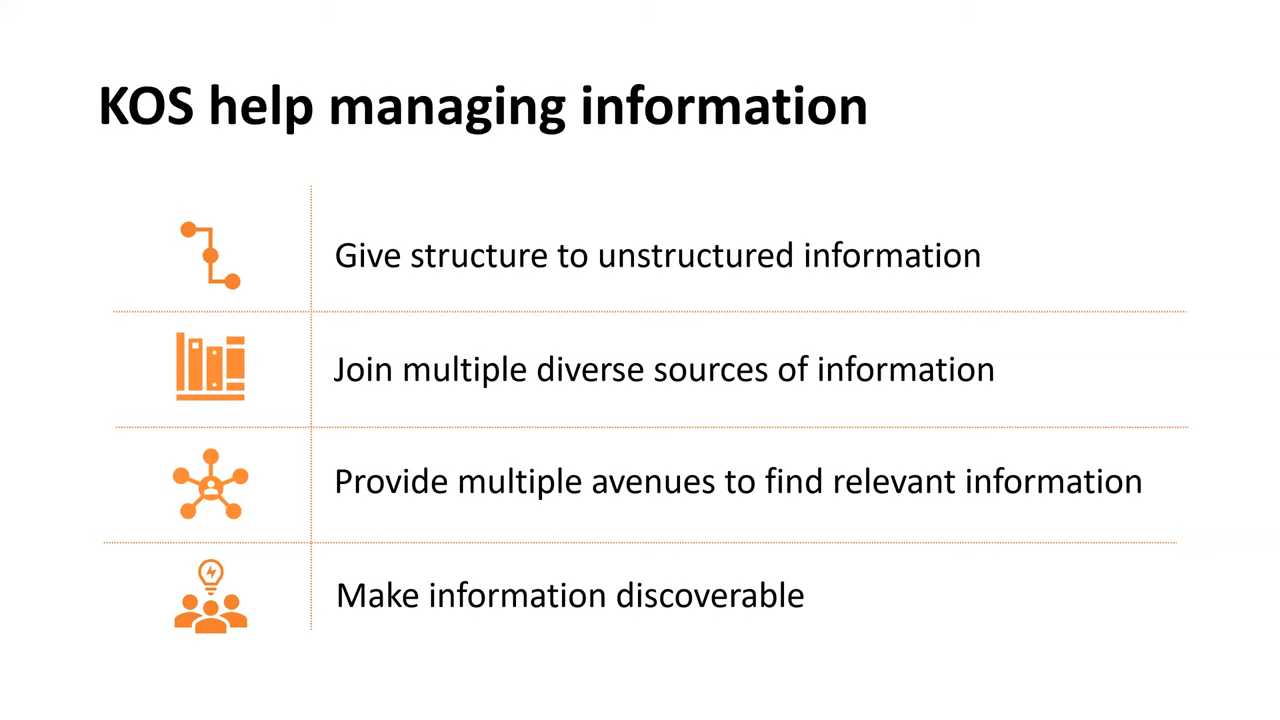 KOS help managing information
Give structure to unstructured information
Join multiple diverse sources of information
Provide multiple avenues to find relevant information
Make information discoverable